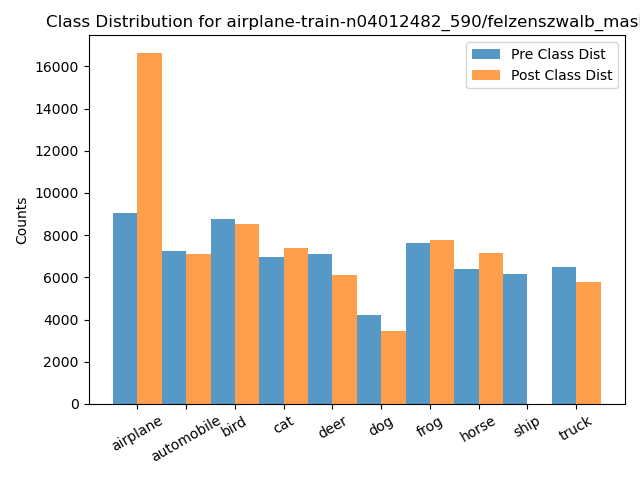 Class Distribution for airplane-train-n04012482_590/felzenszwalb_mas
Pre Class Dist
Post Class Dist
16000
14000
12000
10000
8000
6000
4000
2000
0
Counts
airplane
automobile
bird
cat
deer
dog
frog
horse
ship
truck